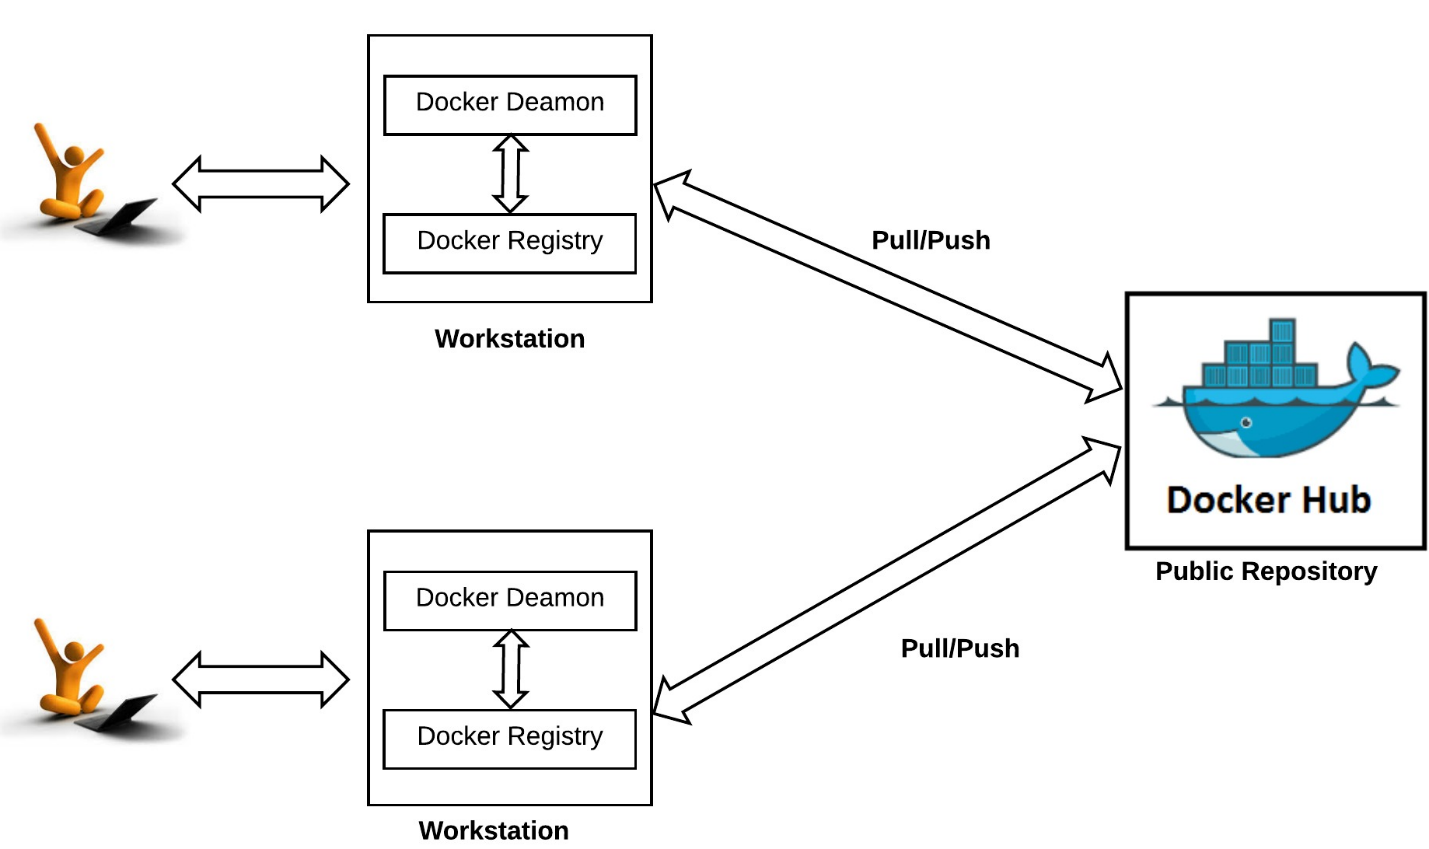 Docker Deamon
Docker Registry
Workstation
Pull/Push
Docker Hub
Public Repository
Docker Deamon
Docker Registry
Workstation
Pull/Push